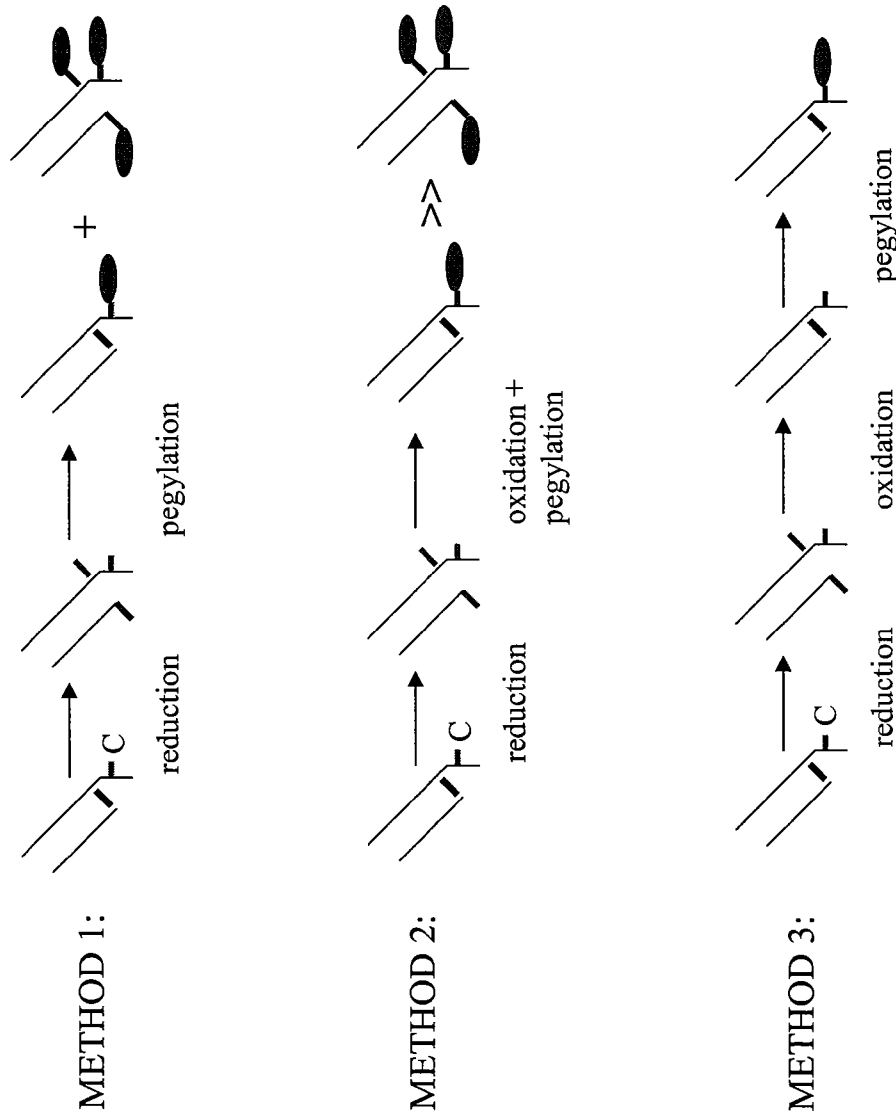 METHOD 1:
C
reduction
pegylation
+
METHOD 2:
C
reduction
oxidation +
pegylation
>>
METHOD 3:
C
reduction
oxidation
pegylation